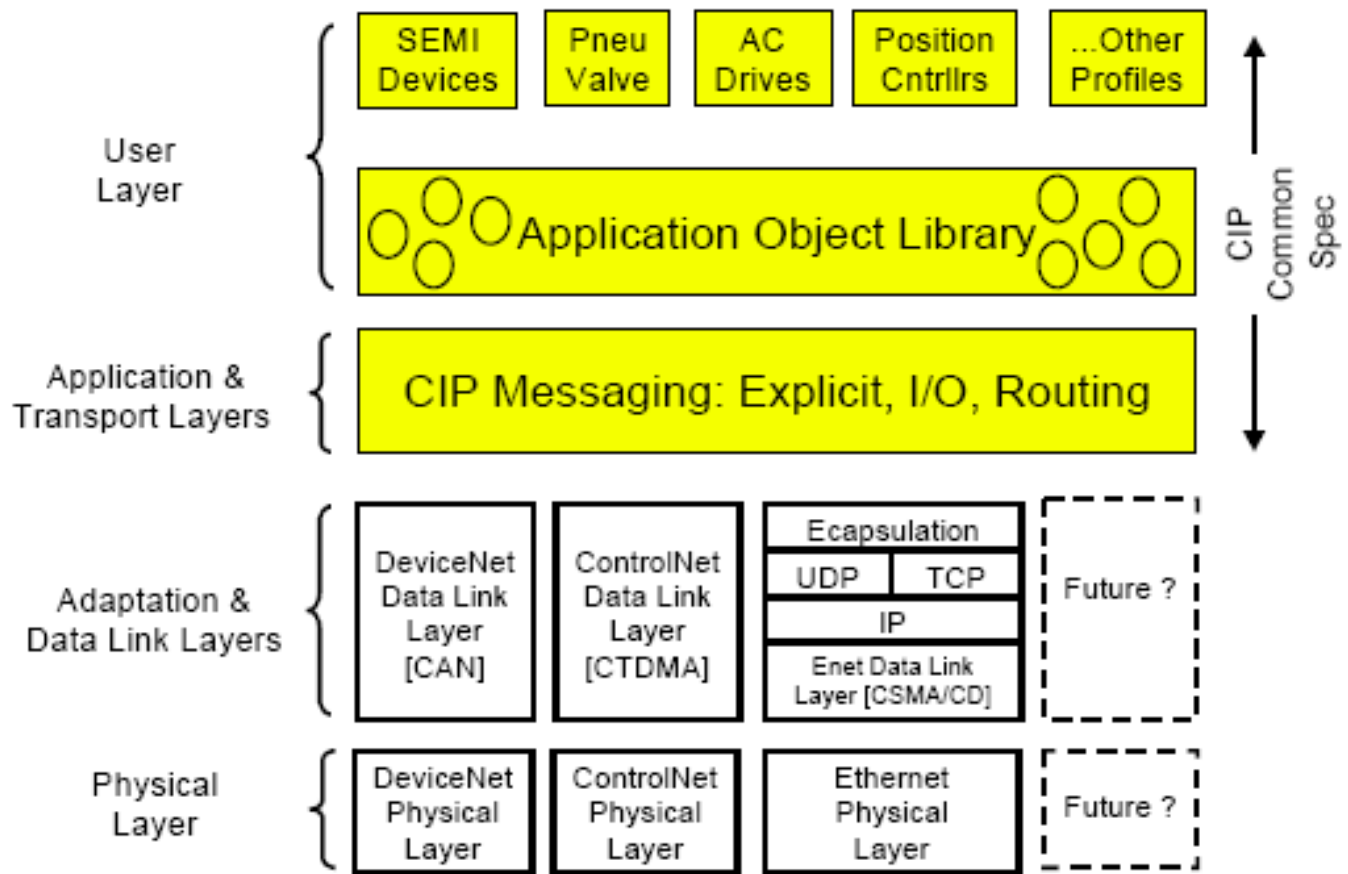 SEMI
Devices
Pneu
Valve
AC
Drives
Position
Cntrllrs
...Other
Profiles
User
Layer
Application Object Library
CIP
Common
Spec
Application &
Transport Layers
CIP Messaging: Explicit, I/O, Routing
Adaptation &
Data Link Layers
DeviceNet
Data Link
Layer
[CAN]
ControlNet
Data Link
Layer
[CTDMA]
Ecapsulation
UDP
TCP
IP
Enet Data Link
Layer [CSMA/CD]
Future ?
Physical
Layer
DeviceNet
Physical
Layer
ControlNet
Physical
Layer
Ethernet
Physical
Layer
Future ?